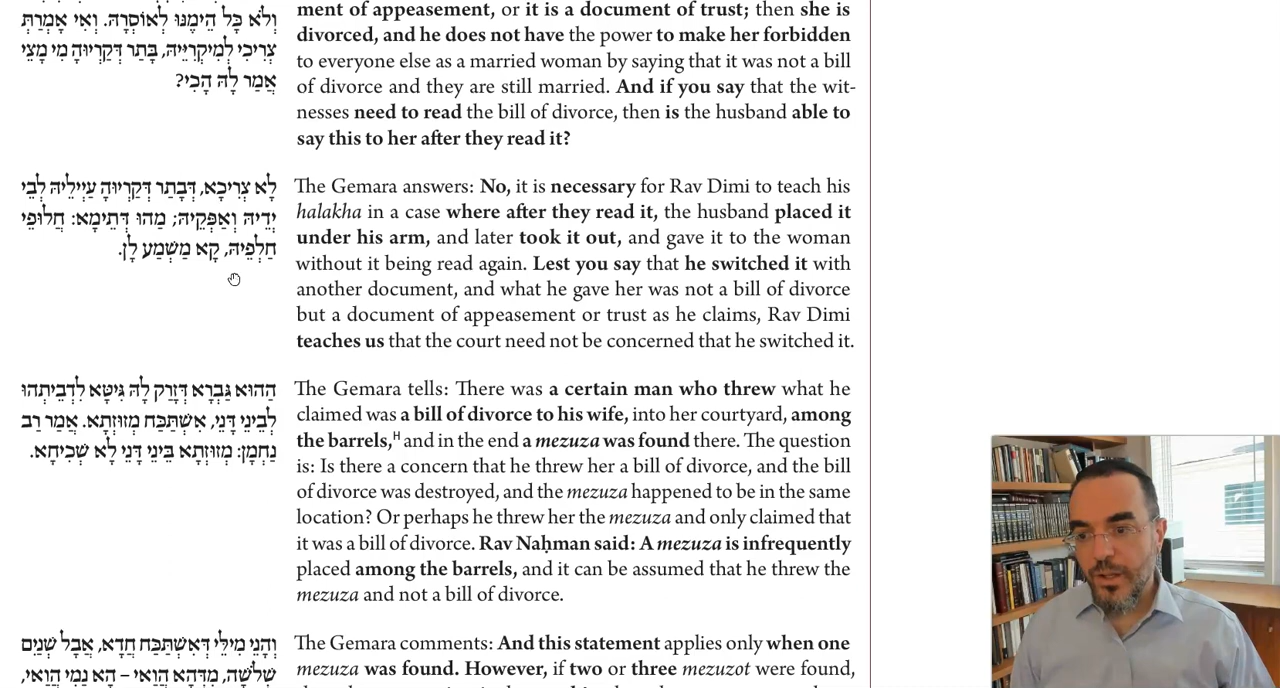 וְלֹא כׇּל הֵימֶנּוּ לְאוֹסְרָהּ. וְאִי אָמְרַתְּ
צְרִיכִי לְמִיקְרְיֵיהּ, בָּתַר דְּקַרְיוּהּ מִי מָצֵי
אָמַר לַהּ הָכִי?
לָא צְרִיכָא, דְּבָתַר דְּקַרְיוּהּ עַיְּילֵיהּ לְבֵי
יְדֵיהּ וְאַפְּקֵיהּ; מַהוּ דְּתֵימָא: חַלּוֹפֵי
חַלְּפֵיהּ, קָא מַשְׁמַע לַן.
הַהוּא גַּבְרָא דִּזְרַק לַהּ גִּיטָּא לִדְבֵיתְהוּ
לְבֵינֵי דַּנֵּי, אִשְׁתְּכַח מְזוּזְתָּא. אָמַר רַב
נַחְמָן: מְזוּזְתָּא בֵּינֵי דַּנֵּי לָא שְׁכִיחָא.
וְהָנֵי מִילֵּי דְּאִשְׁתְּכַח חֲדָא, אֲבָל שְׁנַיִם
שְׁלֹשָׁה, מִדְּהָא הֲוַאי – הָא נָמֵי הֲוַאי,
ment of appeasement, or it is a document of trust; then she is
divorced, and he does not have the power to make her forbidden
to everyone else as a married woman by saying that it was not a bill
of divorce and they are still married. And if you say that the wit-
nesses need to read the bill of divorce, then is the husband able to
say this to her after they read it?
The Gemara answers: No, it is necessary for Rav Dimi to teach his
halakha in a case where after they read it, the husband placed it
under his arm, and later took it out, and gave it to the woman
without it being read again. Lest you say that he switched it with
another document, and what he gave her was not a bill of divorce
but a document of appeasement or trust as he claims, Rav Dimi
teaches us that the court need not be concerned that he switched it.
The Gemara tells: There was a certain man who threw what he
claimed was a bill of divorce to his wife, into her courtyard, among
the barrels,ᴴ and in the end a mezuza was found there. The question
is: Is there a concern that he threw her a bill of divorce, and the bill
of divorce was destroyed, and the mezuza happened to be in the same
location? Or perhaps he threw her the mezuza and only claimed that
it was a bill of divorce. Rav Naḥman said: A mezuza is infrequently
placed among the barrels, and it can be assumed that he threw the
mezuza and not a bill of divorce.
The Gemara comments: And this statement applies only when one
mezuza was found. However, if two or three mezuzot were found,